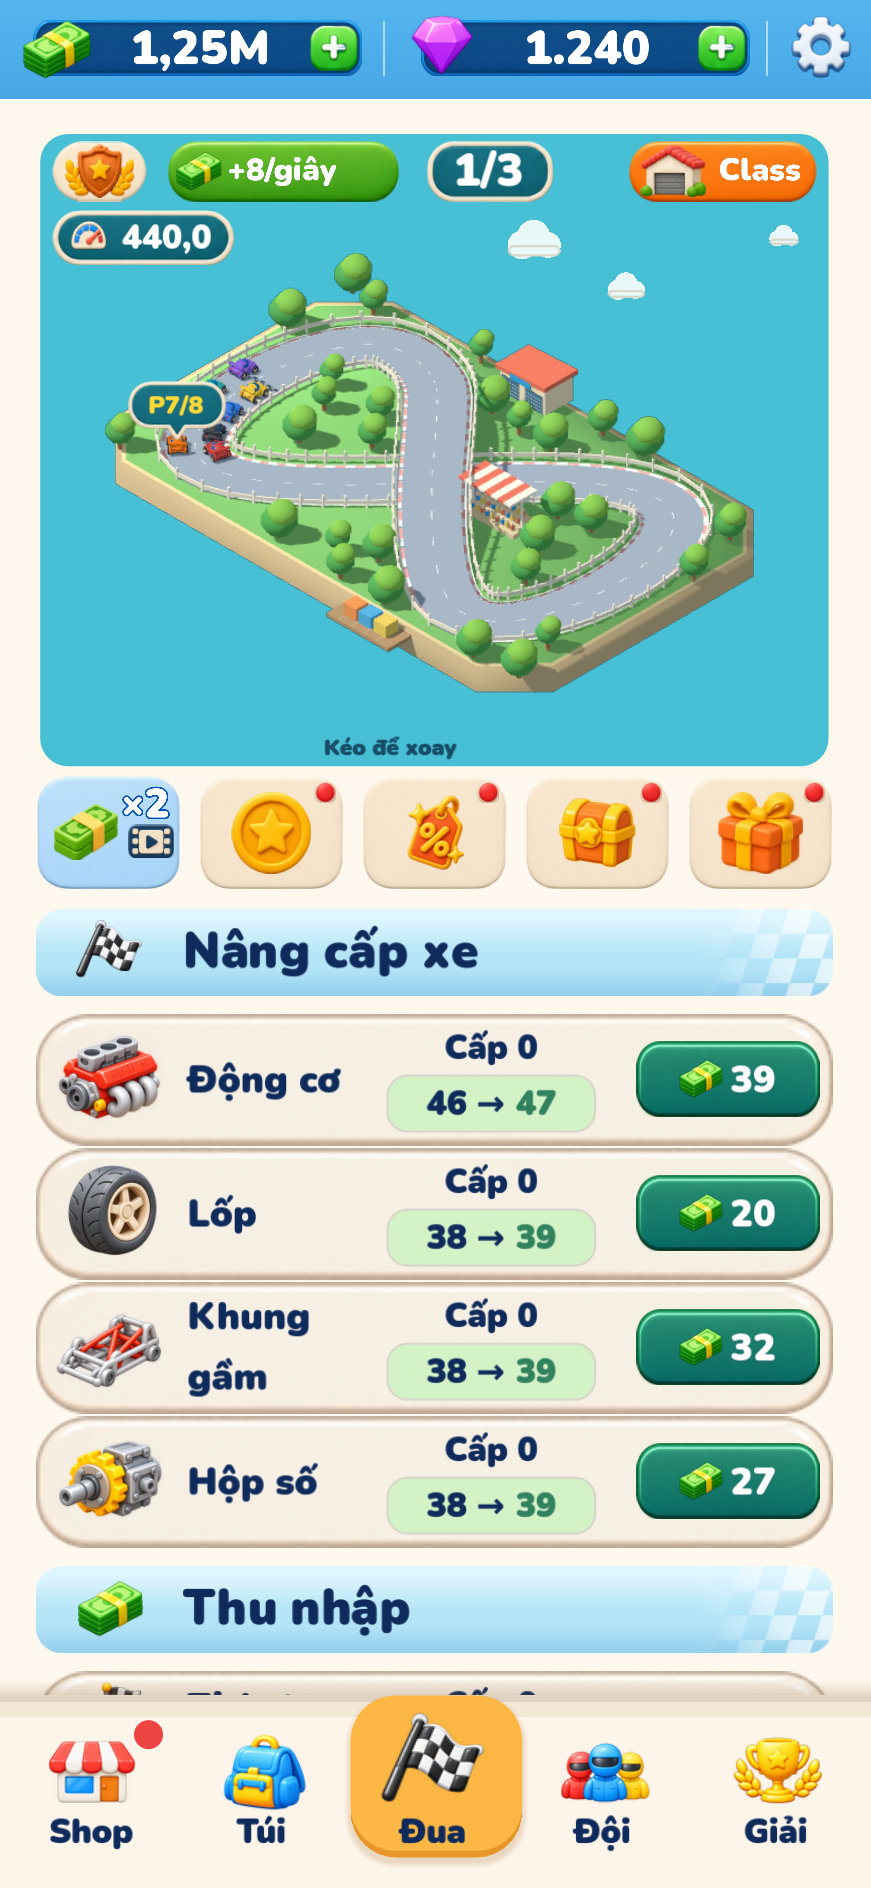 1,25M
1.240
+8/giây
1/3
Class
440,0
P7/8
Kéo để xoay
×2
%
Nâng cấp xe
Động cơ
Cấp 0
46 → 47
39
Lốp
Cấp 0
38 → 39
20
Khung
gầm
Cấp 0
38 → 39
32
Hộp số
Cấp 0
38 → 39
27
Thu nhập
Shop
Túi
Đua
Đội
Giải